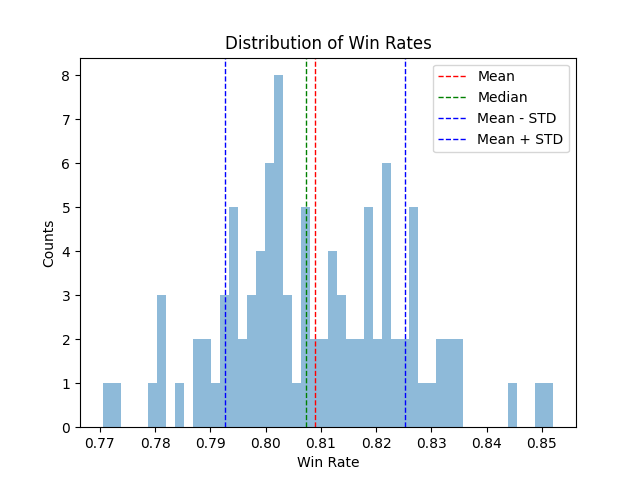 Distribution of Win Rates
Mean
Median
Mean - STD
Mean + STD
8
7
6
5
4
3
2
1
0
Counts
0.77 0.78 0.79 0.80 0.81 0.82 0.83 0.84 0.85
Win Rate